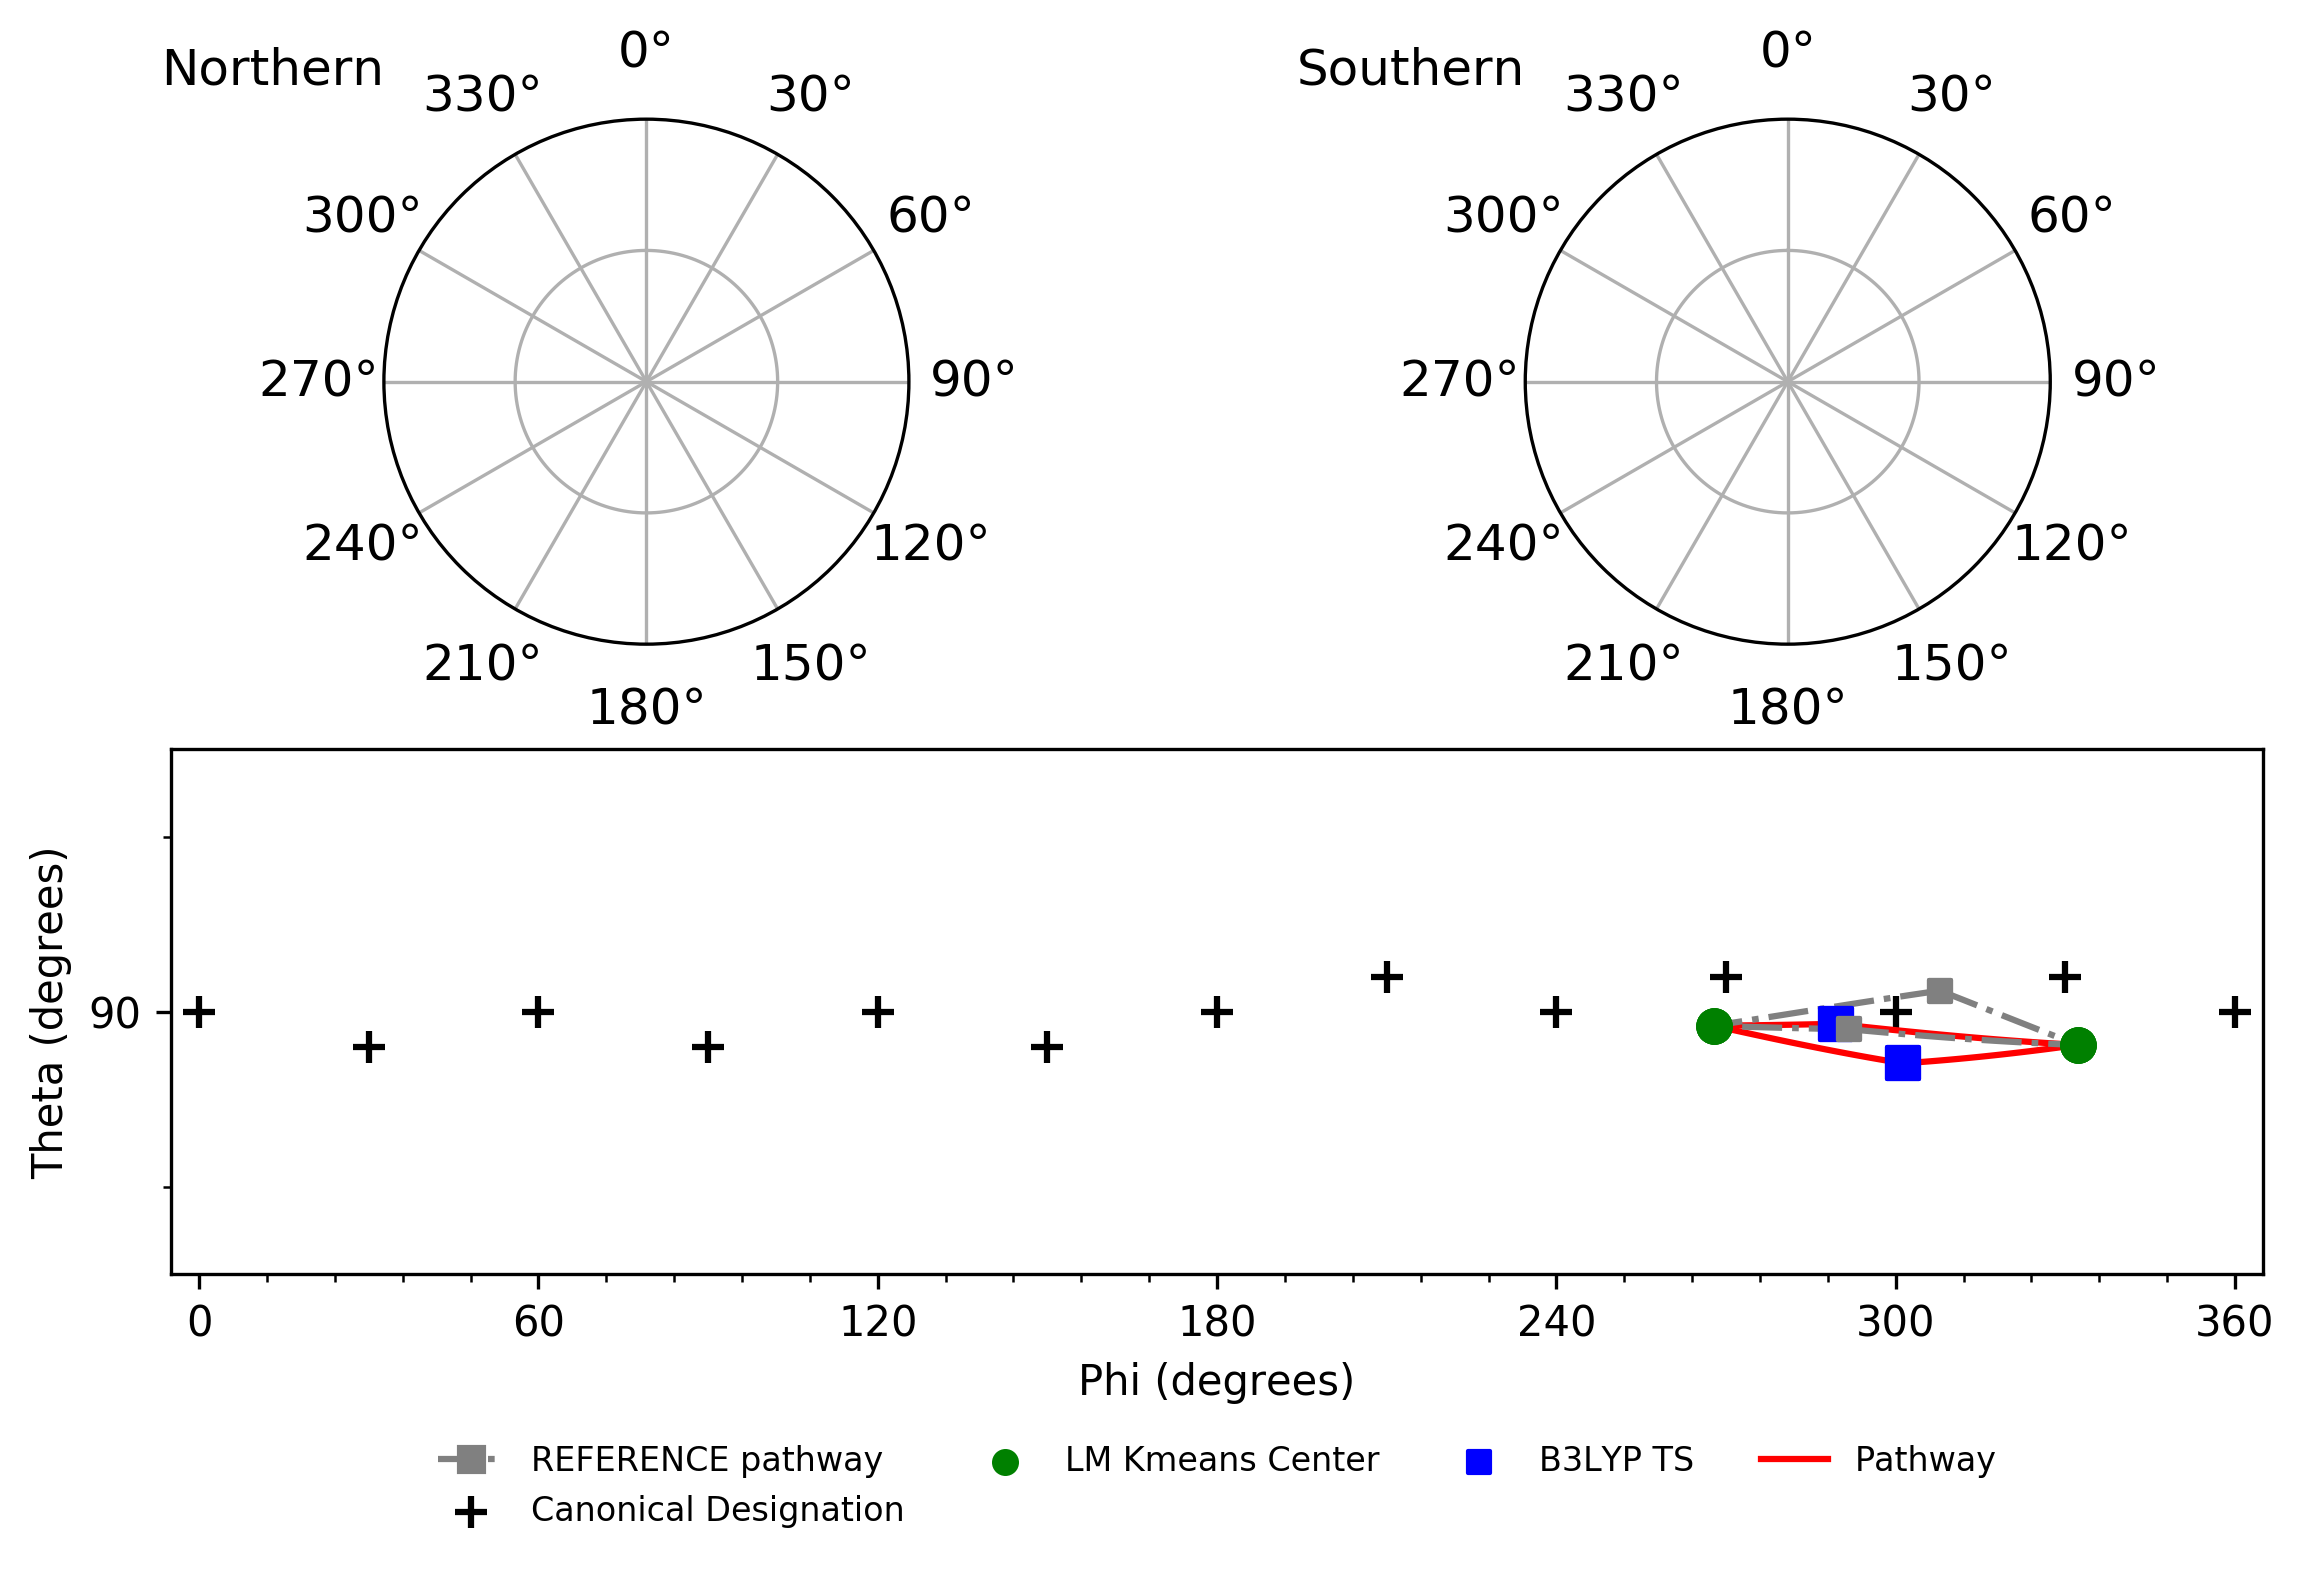 Northern
0°
330°
30°
300°
60°
270°
90°
240°
120°
210°
150°
180°
Southern
0°
330°
30°
300°
60°
270°
90°
240°
120°
210°
150°
180°
Theta (degrees)
90
0 60 120 180 240 300 360
Phi (degrees)
REFERENCE pathway
LM Kmeans Center
B3LYP TS
Pathway
Canonical Designation